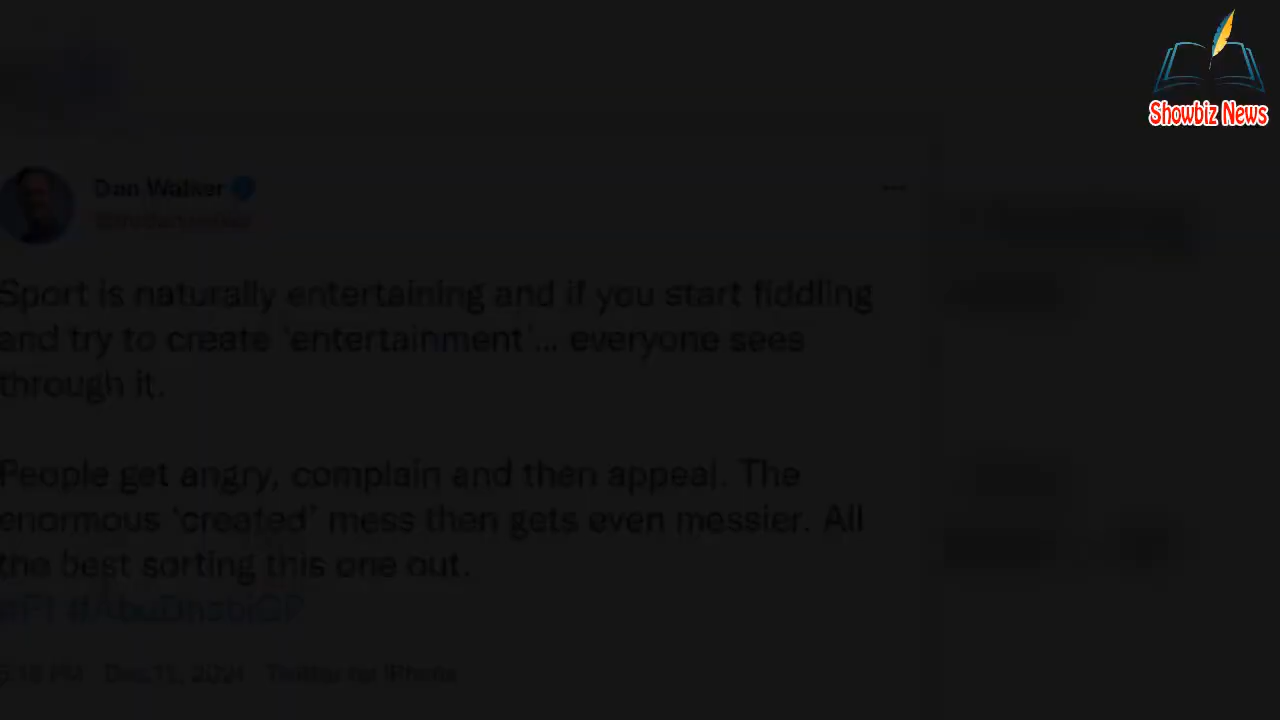 Showbiz News
Dan Walker
Sport is naturally entertaining and if you start fiddling
and try to create ‘entertainment’... everyone sees
through it.
People get angry, complain and then appeal. The
enormous ‘created’ mess then gets even messier. All
the best sorting this one out.
#F1 #AbuDhabiGP
PM · Dec 12, 2021 · Twitter for iPhone